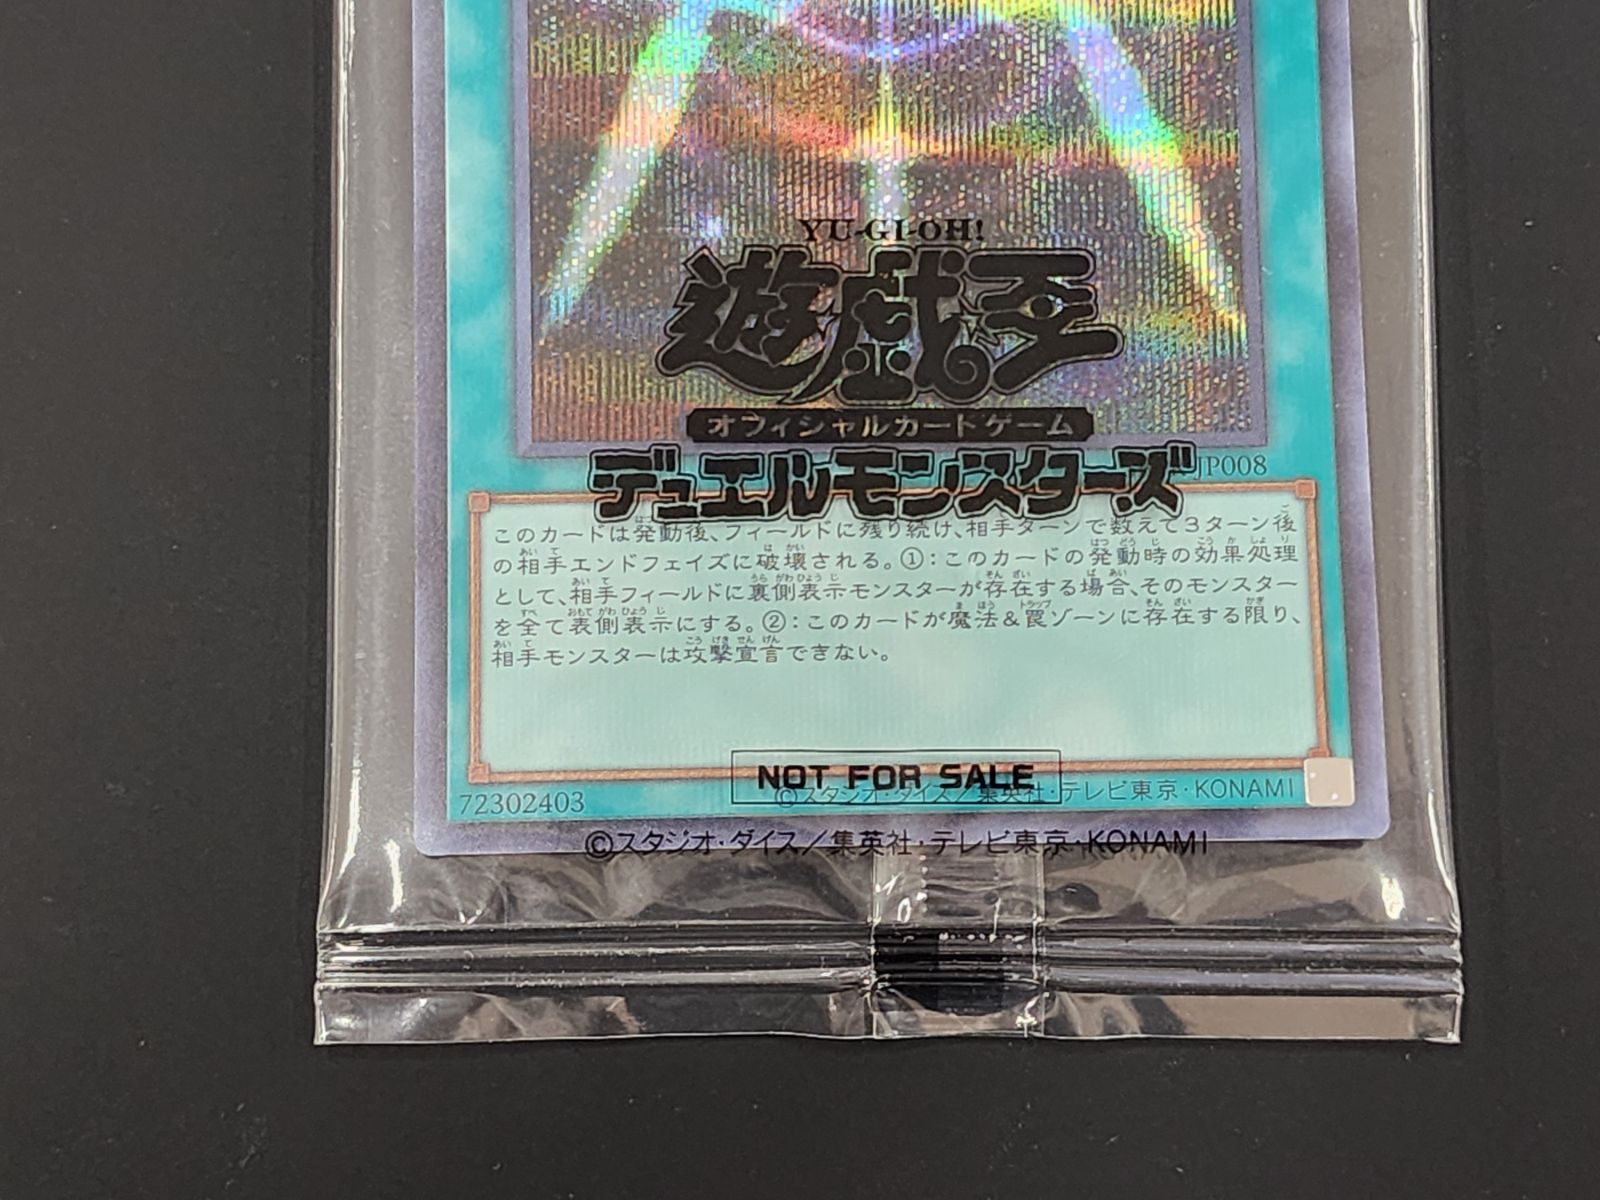 YU-GI-OH!
遊戯王
オフィシャルカードゲーム
デュエルモンスターズ
JP008
このカードは発動後、フィールドに残り続け、相手ターンで数えて3ターン後
の相手エンドフェイズに破壊される。①:このカードの発動時の効果処理
として、相手フィールドに裏側表示モンスターが存在する場合、そのモンスター
を全て表側表示にする。②:このカードが魔法&罠ゾーンに存在する限り、
相手モンスターは攻撃宣言できない。
NOT FOR SALE
72302403
©スタジオ・ダイス/集英社・テレビ東京・KONAMI
©スタジオ・ダイス/集英社・テレビ東京・KONAMI